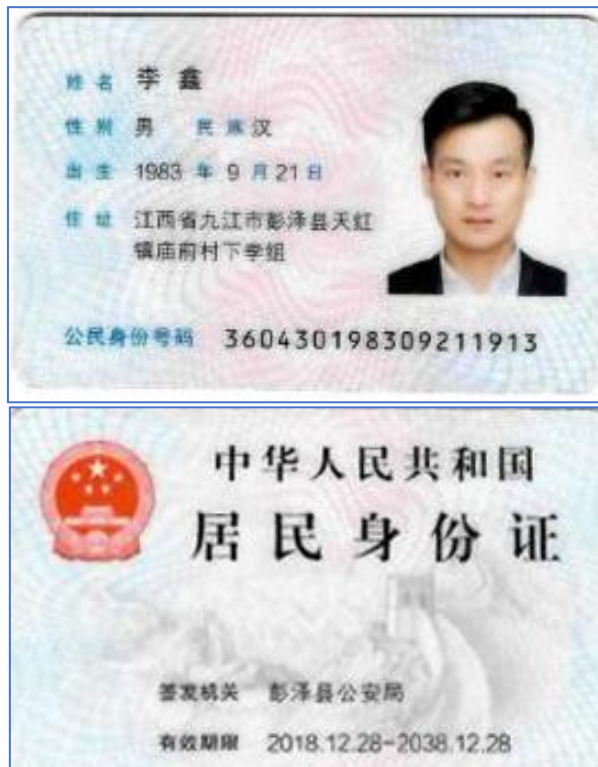 姓名 李鑫
性别 男 民族 汉
出生 1983 年 9 月 21 日
住址 江西省九江市彭泽县天红
镇庙前村下学组
公民身份号码 360430198309211913
中华人民共和国
居民身份证
签发机关 彭泽县公安局
有效期限 2018.12.28-2038.12.28